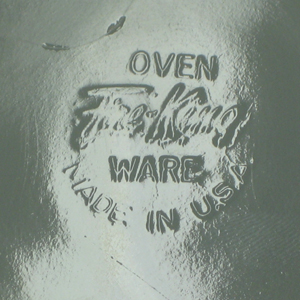 OVEN
Fire-King
WARE
MADE IN U.S.A.